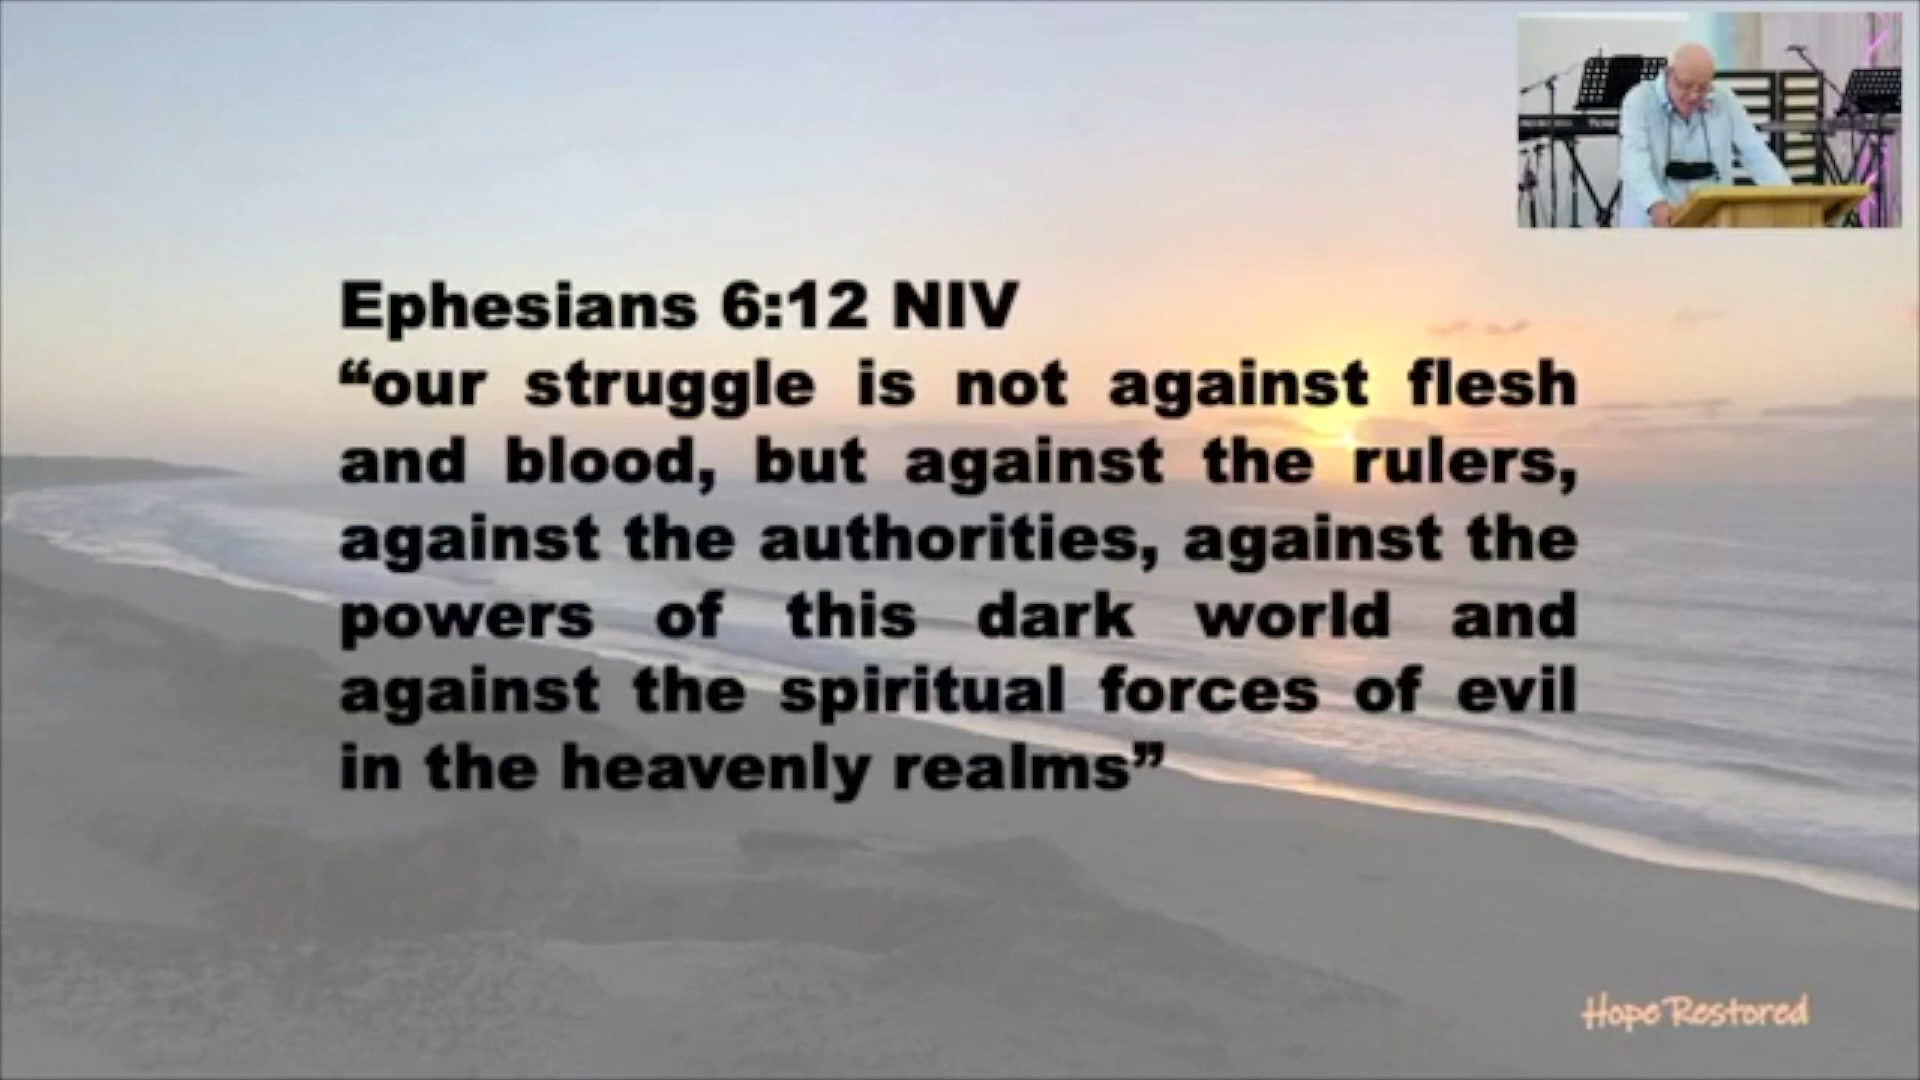 Ephesians 6:12 NIV
“our struggle is not against flesh
and blood, but against the rulers,
against the authorities, against the
powers of this dark world and
against the spiritual forces of evil
in the heavenly realms”
Hope Restored